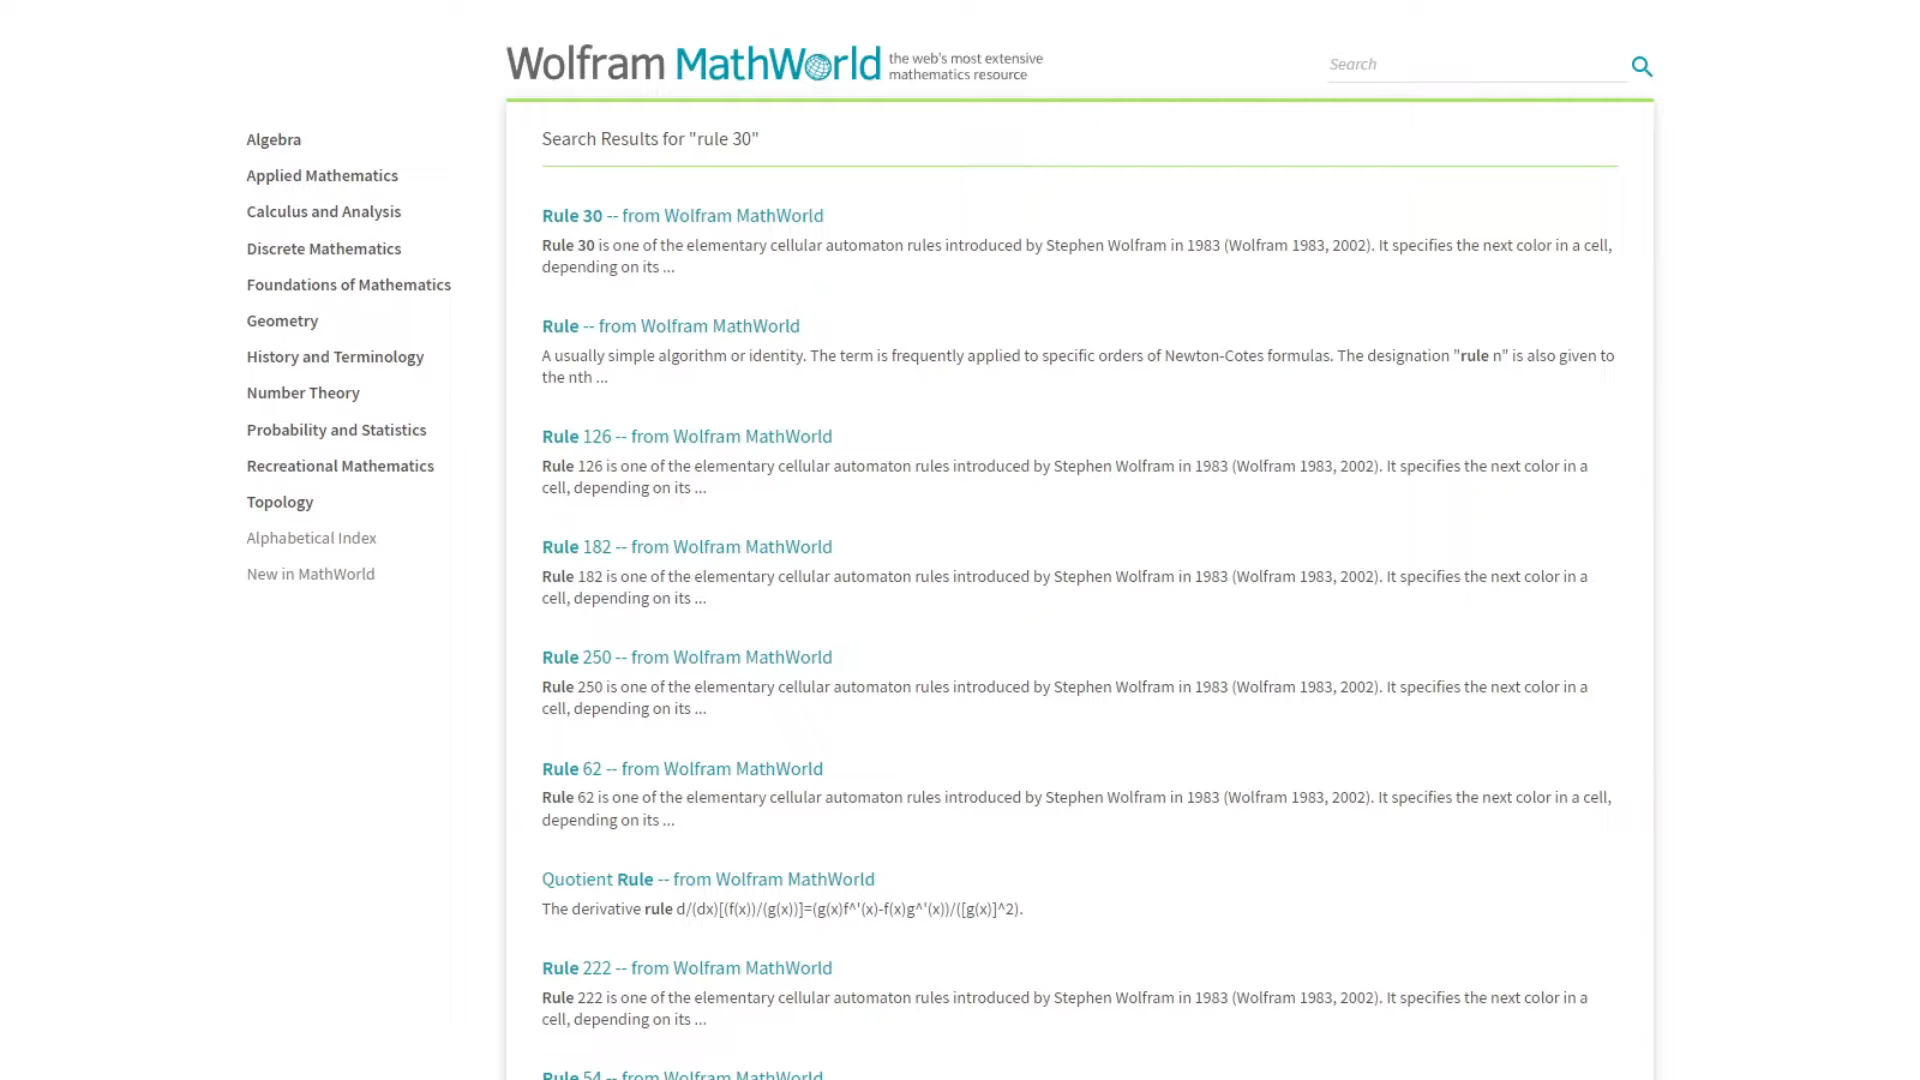 Wolfram MathWorld the web's most extensive
mathematics resource
Search
Algebra
Applied Mathematics
Calculus and Analysis
Discrete Mathematics
Foundations of Mathematics
Geometry
History and Terminology
Number Theory
Probability and Statistics
Recreational Mathematics
Topology
Alphabetical Index
New in MathWorld
Search Results for "rule 30"
Rule 30 -- from Wolfram MathWorld
Rule 30 is one of the elementary cellular automaton rules introduced by Stephen Wolfram in 1983 (Wolfram 1983, 2002). It specifies the next color in a cell,
depending on its ...
Rule -- from Wolfram MathWorld
A usually simple algorithm or identity. The term is frequently applied to specific orders of Newton-Cotes formulas. The designation "rule n" is also given to
the nth ...
Rule 126 -- from Wolfram MathWorld
Rule 126 is one of the elementary cellular automaton rules introduced by Stephen Wolfram in 1983 (Wolfram 1983, 2002). It specifies the next color in a
cell, depending on its ...
Rule 182 -- from Wolfram MathWorld
Rule 182 is one of the elementary cellular automaton rules introduced by Stephen Wolfram in 1983 (Wolfram 1983, 2002). It specifies the next color in a
cell, depending on its ...
Rule 250 -- from Wolfram MathWorld
Rule 250 is one of the elementary cellular automaton rules introduced by Stephen Wolfram in 1983 (Wolfram 1983, 2002). It specifies the next color in a
cell, depending on its ...
Rule 62 -- from Wolfram MathWorld
Rule 62 is one of the elementary cellular automaton rules introduced by Stephen Wolfram in 1983 (Wolfram 1983, 2002). It specifies the next color in a cell,
depending on its ...
Quotient Rule -- from Wolfram MathWorld
The derivative rule d/(dx)[(f(x))/(g(x))]=(g(x)f^'(x)-f(x)g^'(x))/([g(x)]^2).
Rule 222 -- from Wolfram MathWorld
Rule 222 is one of the elementary cellular automaton rules introduced by Stephen Wolfram in 1983 (Wolfram 1983, 2002). It specifies the next color in a
cell, depending on its ...
Rule 54 -- from Wolfram MathWorld